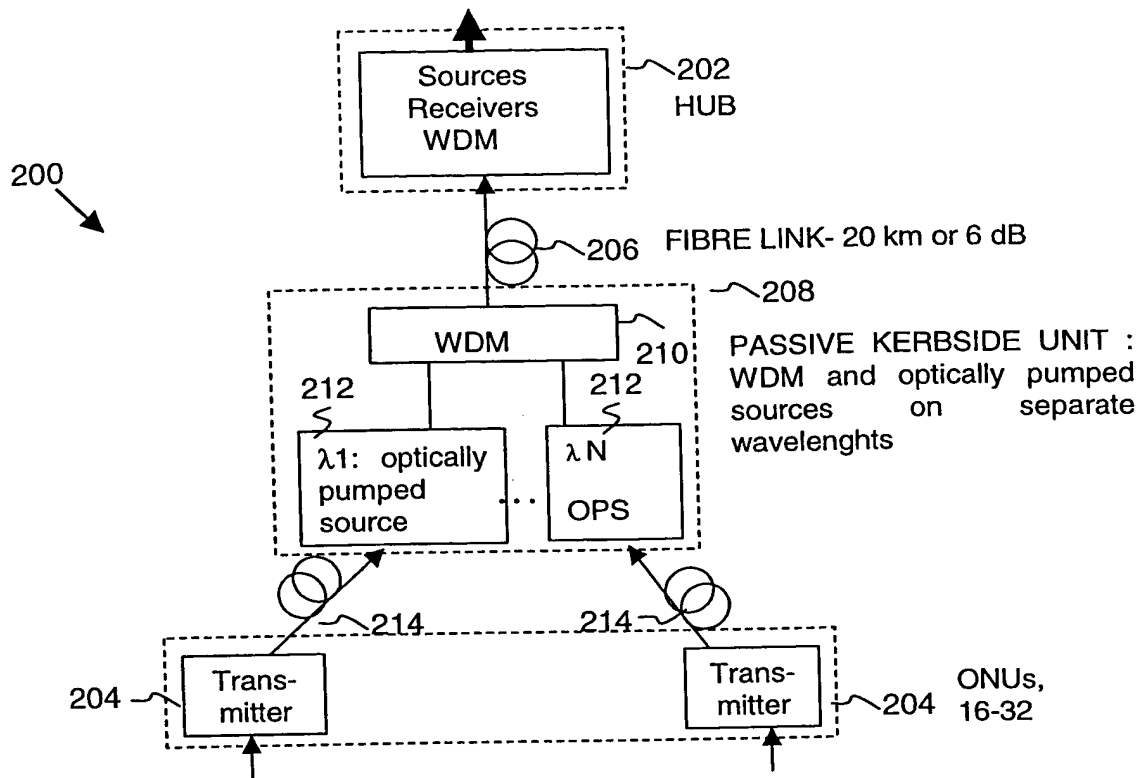 Sources
Receivers
WDM
202
HUB
200
206
FIBRE LINK- 20 km or 6 dB
208
WDM
210
PASSIVE KERBSIDE UNIT :
WDM and optically pumped
sources on separate
wavelenghts
212
212
λ1: optically
pumped
source
...
λN
OPS
214
214
204
Trans-
mitter
Trans-
mitter
204
ONUs,
16-32